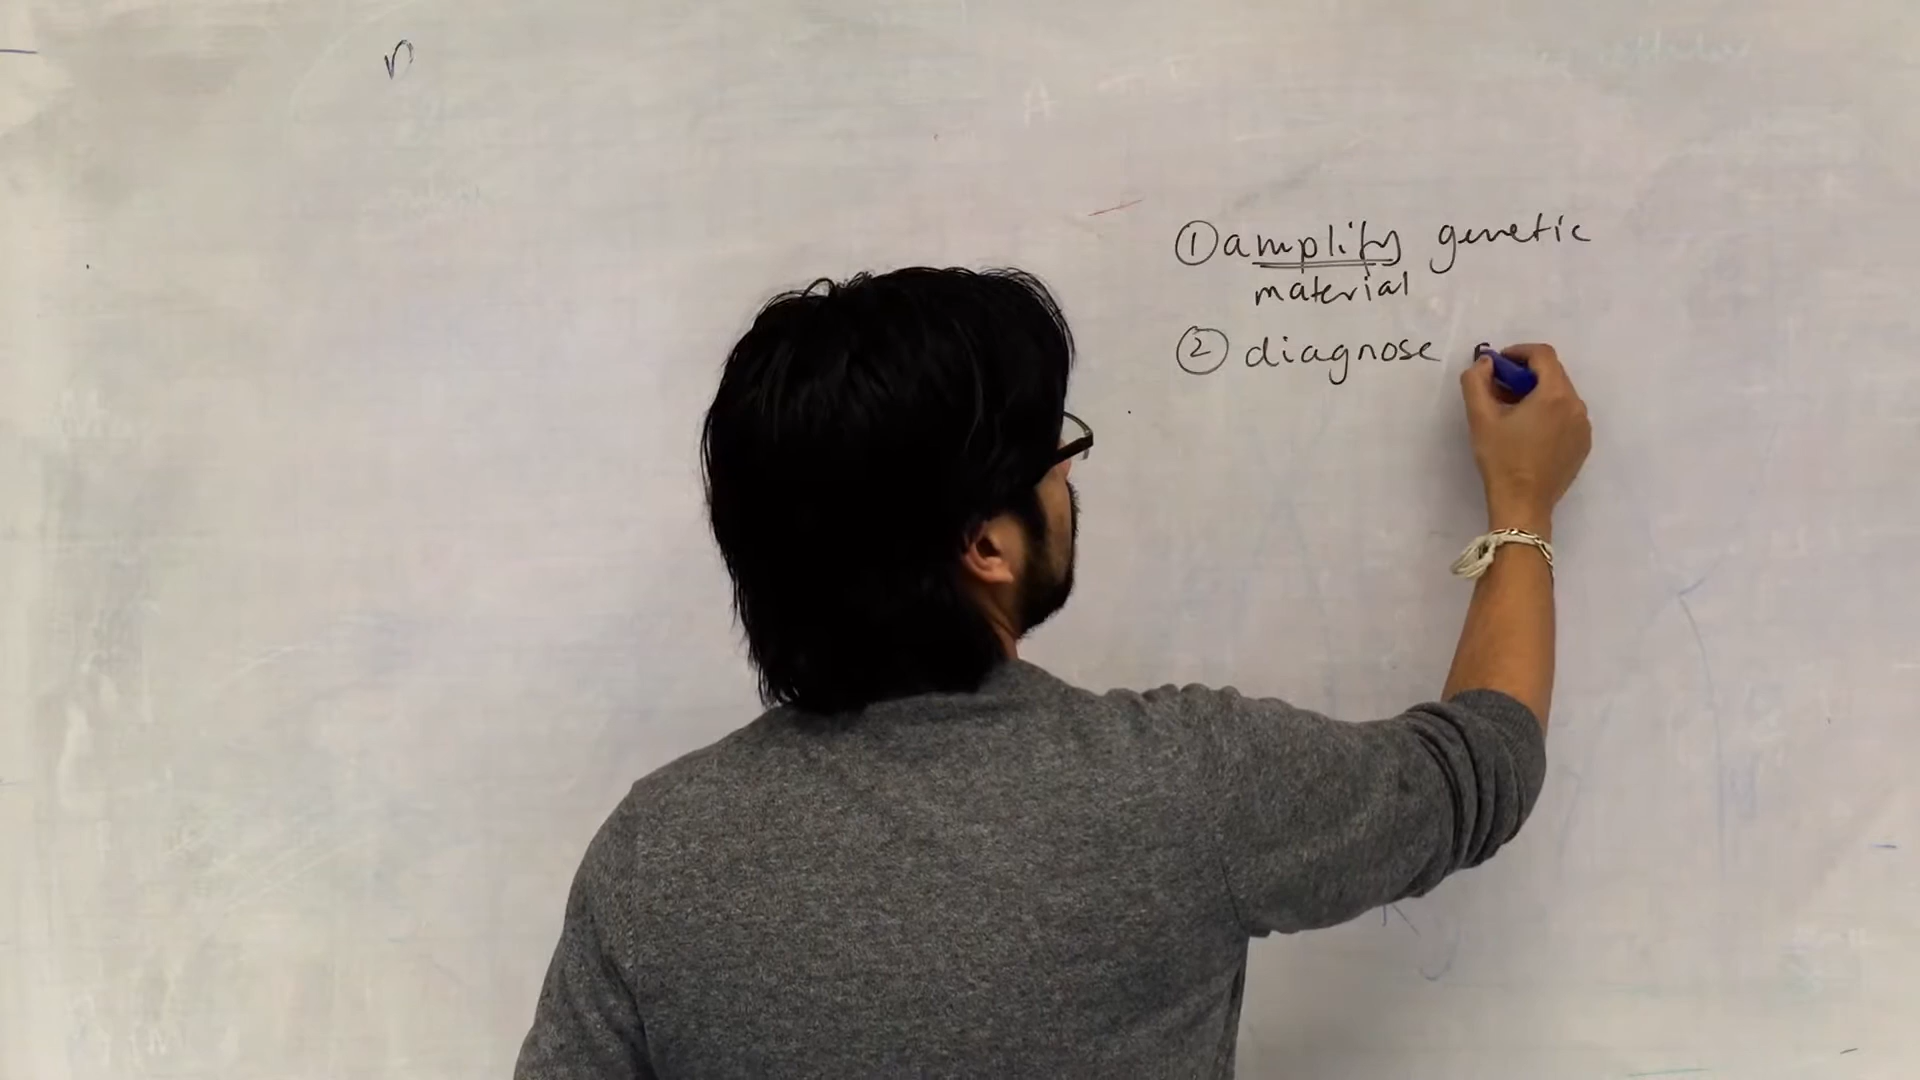 n
① amplify genetic
material
② diagnose